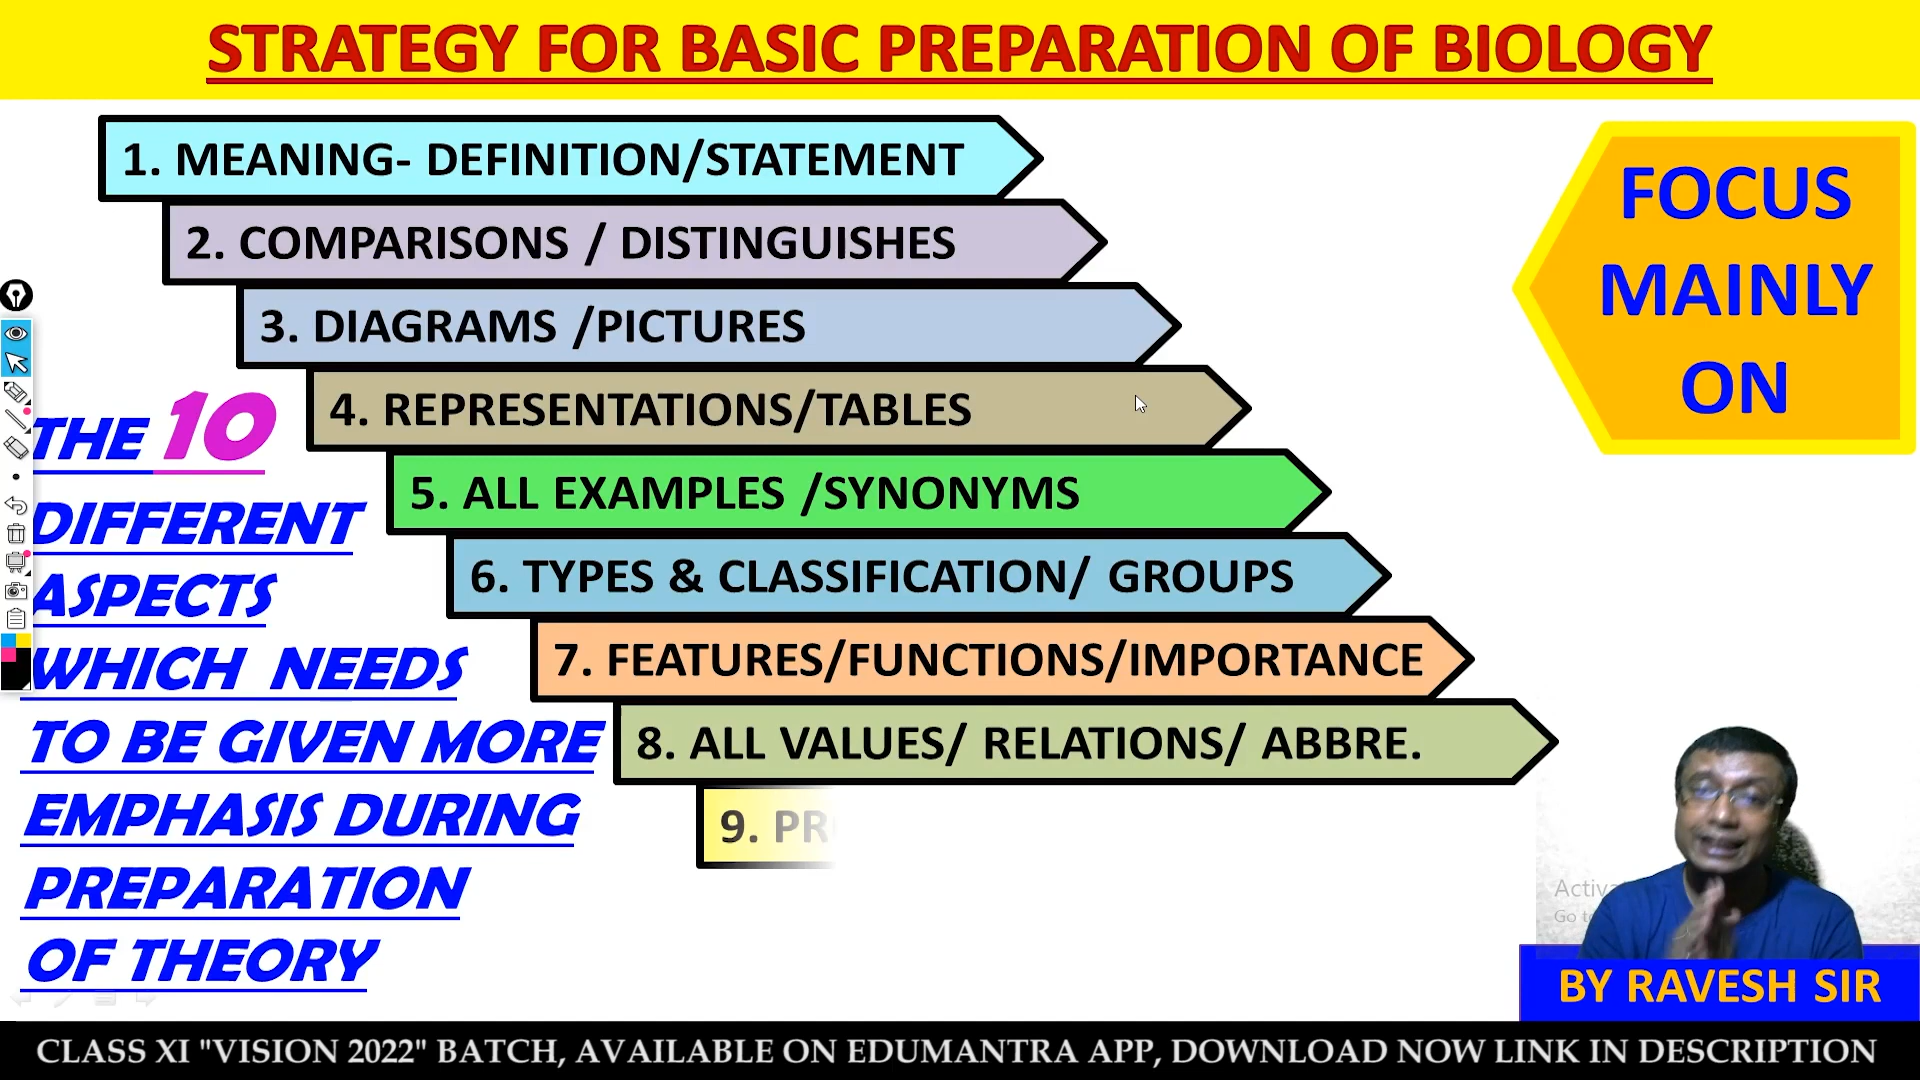 STRATEGY FOR BASIC PREPARATION OF BIOLOGY
1. MEANING- DEFINITION/STATEMENT
2. COMPARISONS / DISTINGUISHES
3. DIAGRAMS /PICTURES
4. REPRESENTATIONS/TABLES
5. ALL EXAMPLES /SYNONYMS
6. TYPES & CLASSIFICATION/ GROUPS
7. FEATURES/FUNCTIONS/IMPORTANCE
8. ALL VALUES/ RELATIONS/ ABBRE.
9.
THE 10
DIFFERENT
ASPECTS
WHICH NEEDS
TO BE GIVEN MORE
EMPHASIS DURING
PREPARATION
OF THEORY
FOCUS
MAINLY
ON
BY RAVESH SIR
CLASS XI "VISION 2022" BATCH, AVAILABLE ON EDUMANTRA APP, DOWNLOAD NOW LINK IN DESCRIPTION